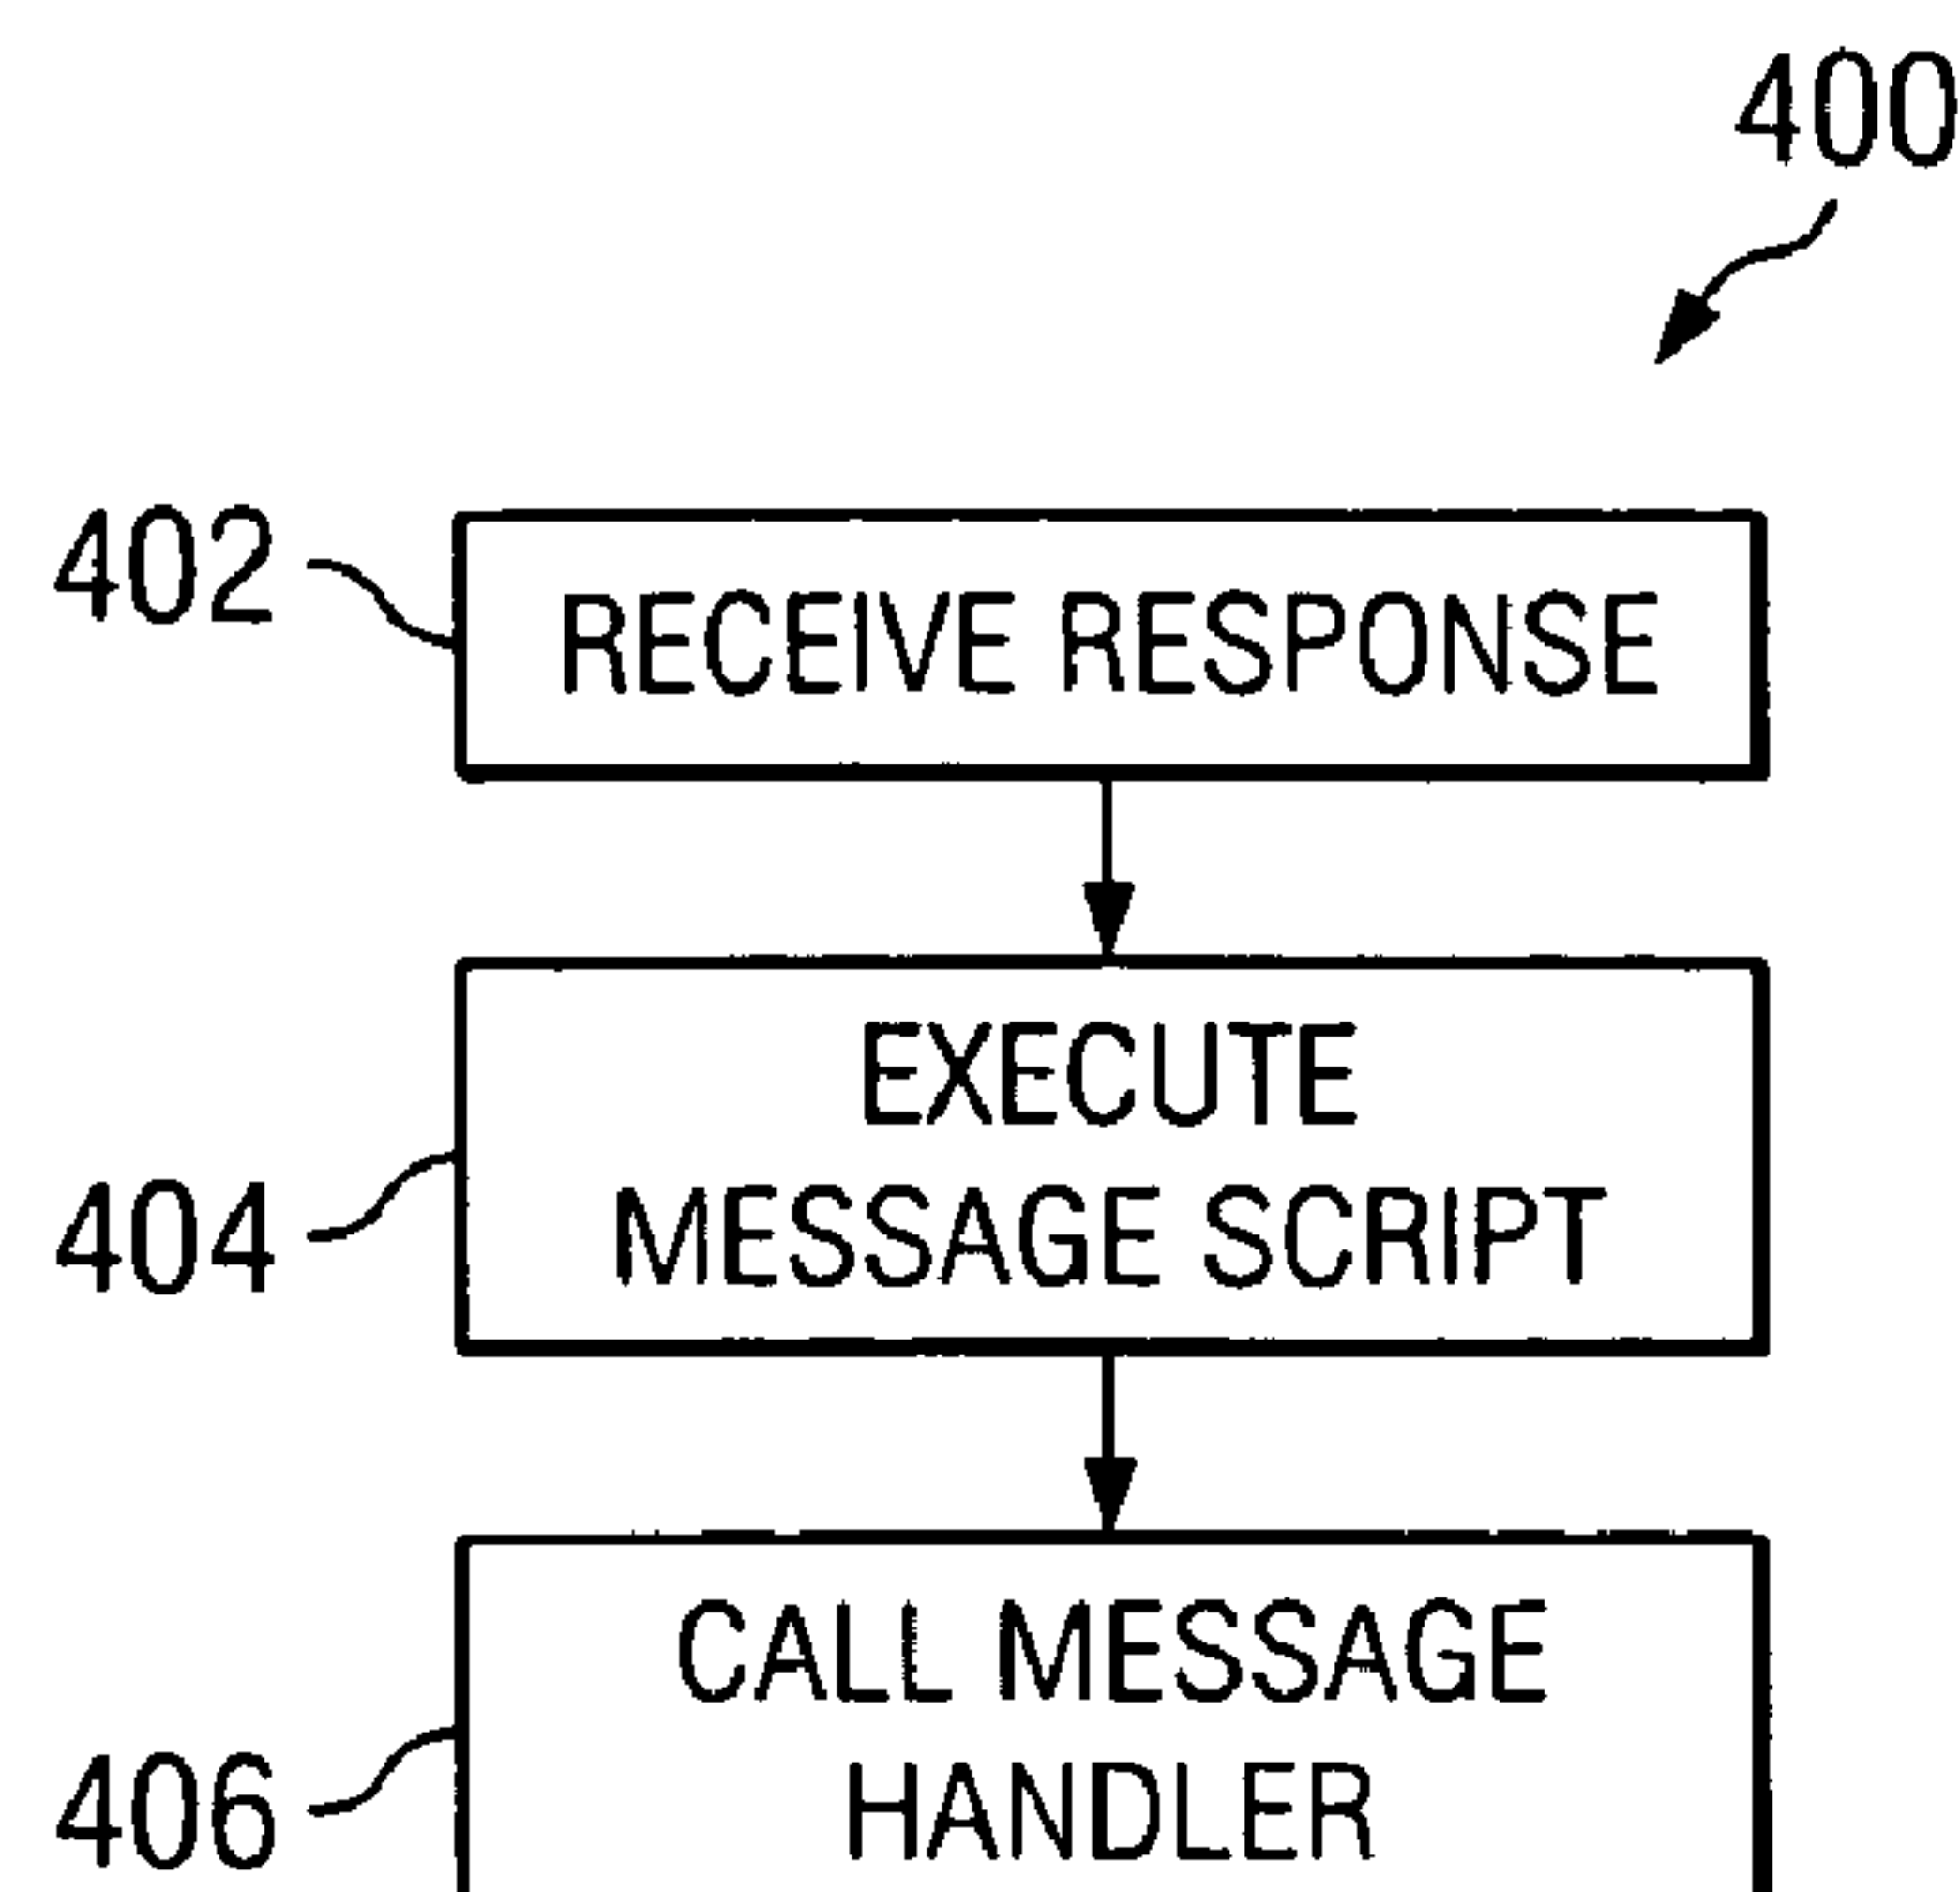 400
402
RECEIVE RESPONSE
EXECUTE
404
MESSAGE SCRIPT
CALL MESSAGE
406
HANDLER